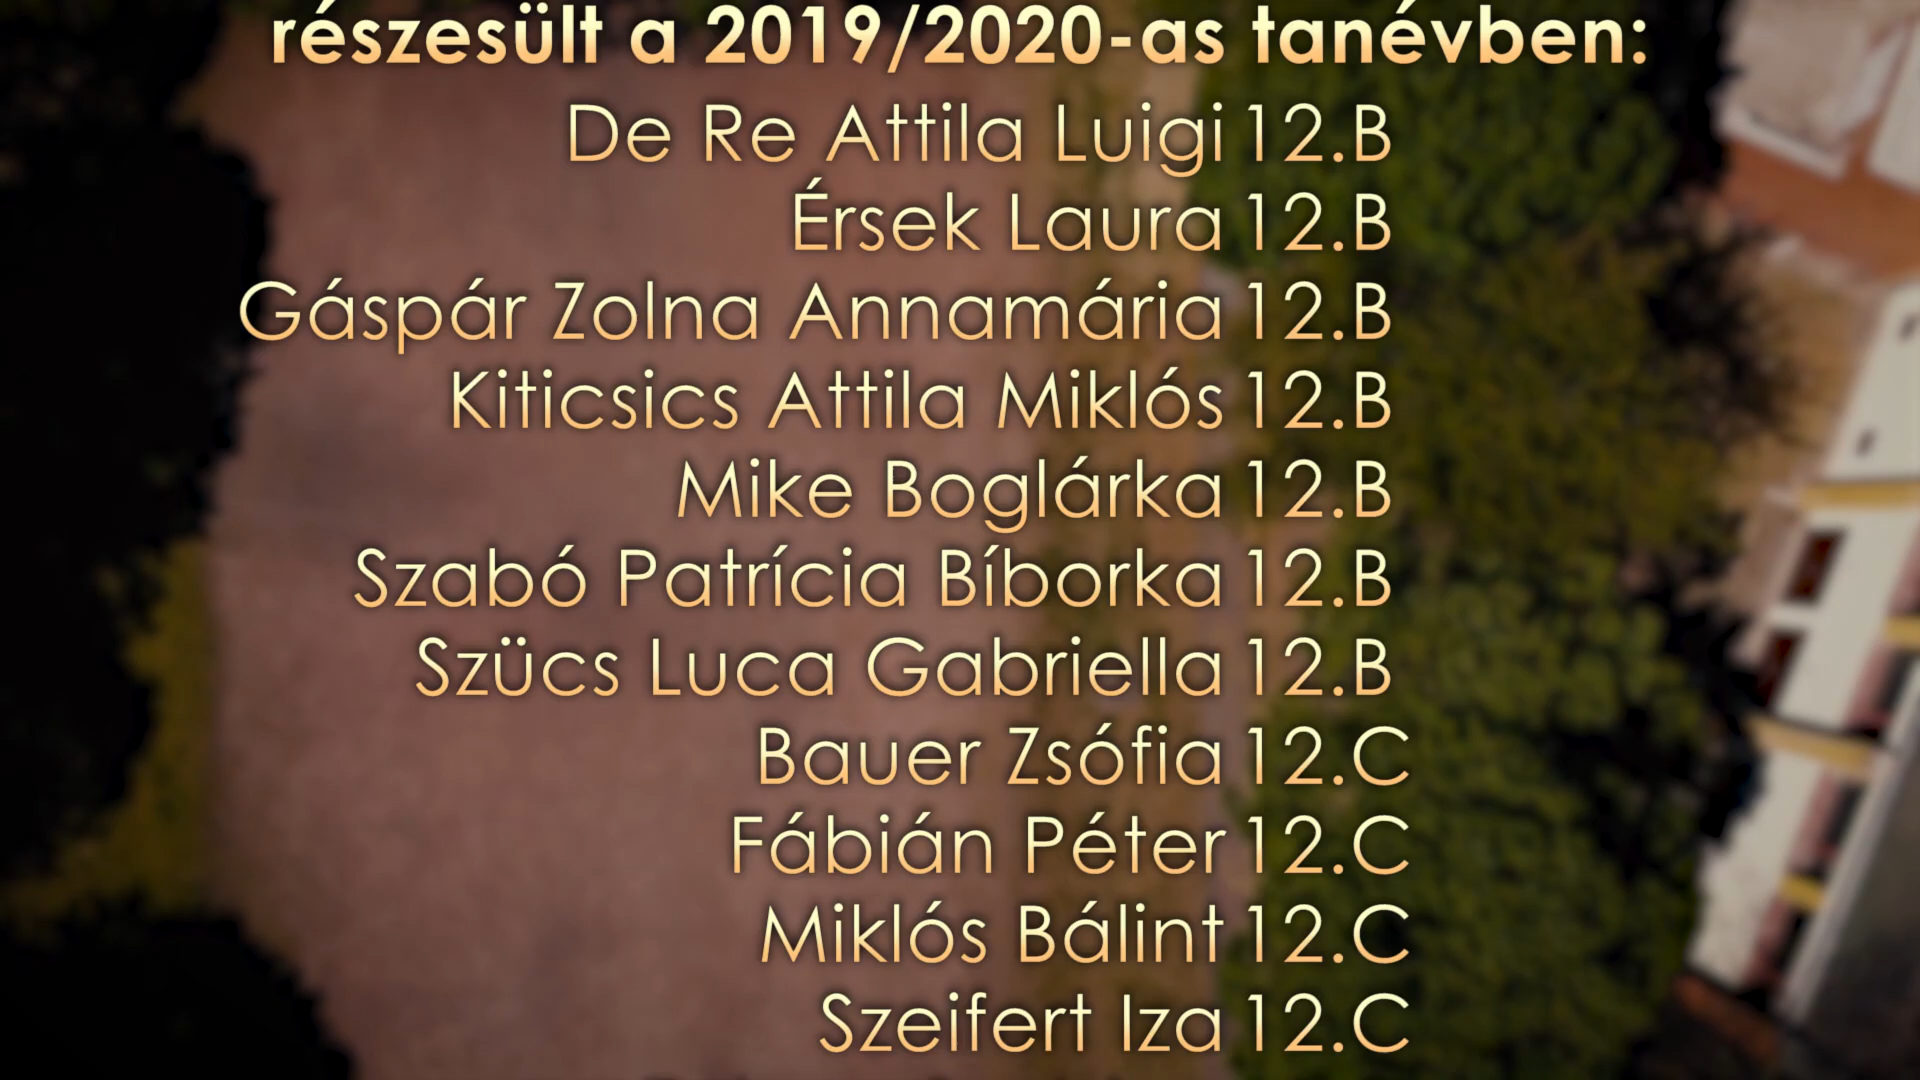 részesült a 2019/2020-as tanévben:
De Re Attila Luigi 12.B
Érsek Laura 12.B
Gáspár Zolna Annamária 12.B
Kiticsics Attila Miklós 12.B
Mike Boglárka 12.B
Szabó Patrícia Bíborka 12.B
Szücs Luca Gabriella 12.B
Bauer Zsófia 12.C
Fábián Péter 12.C
Miklós Bálint 12.C
Szeifert Iza 12.C